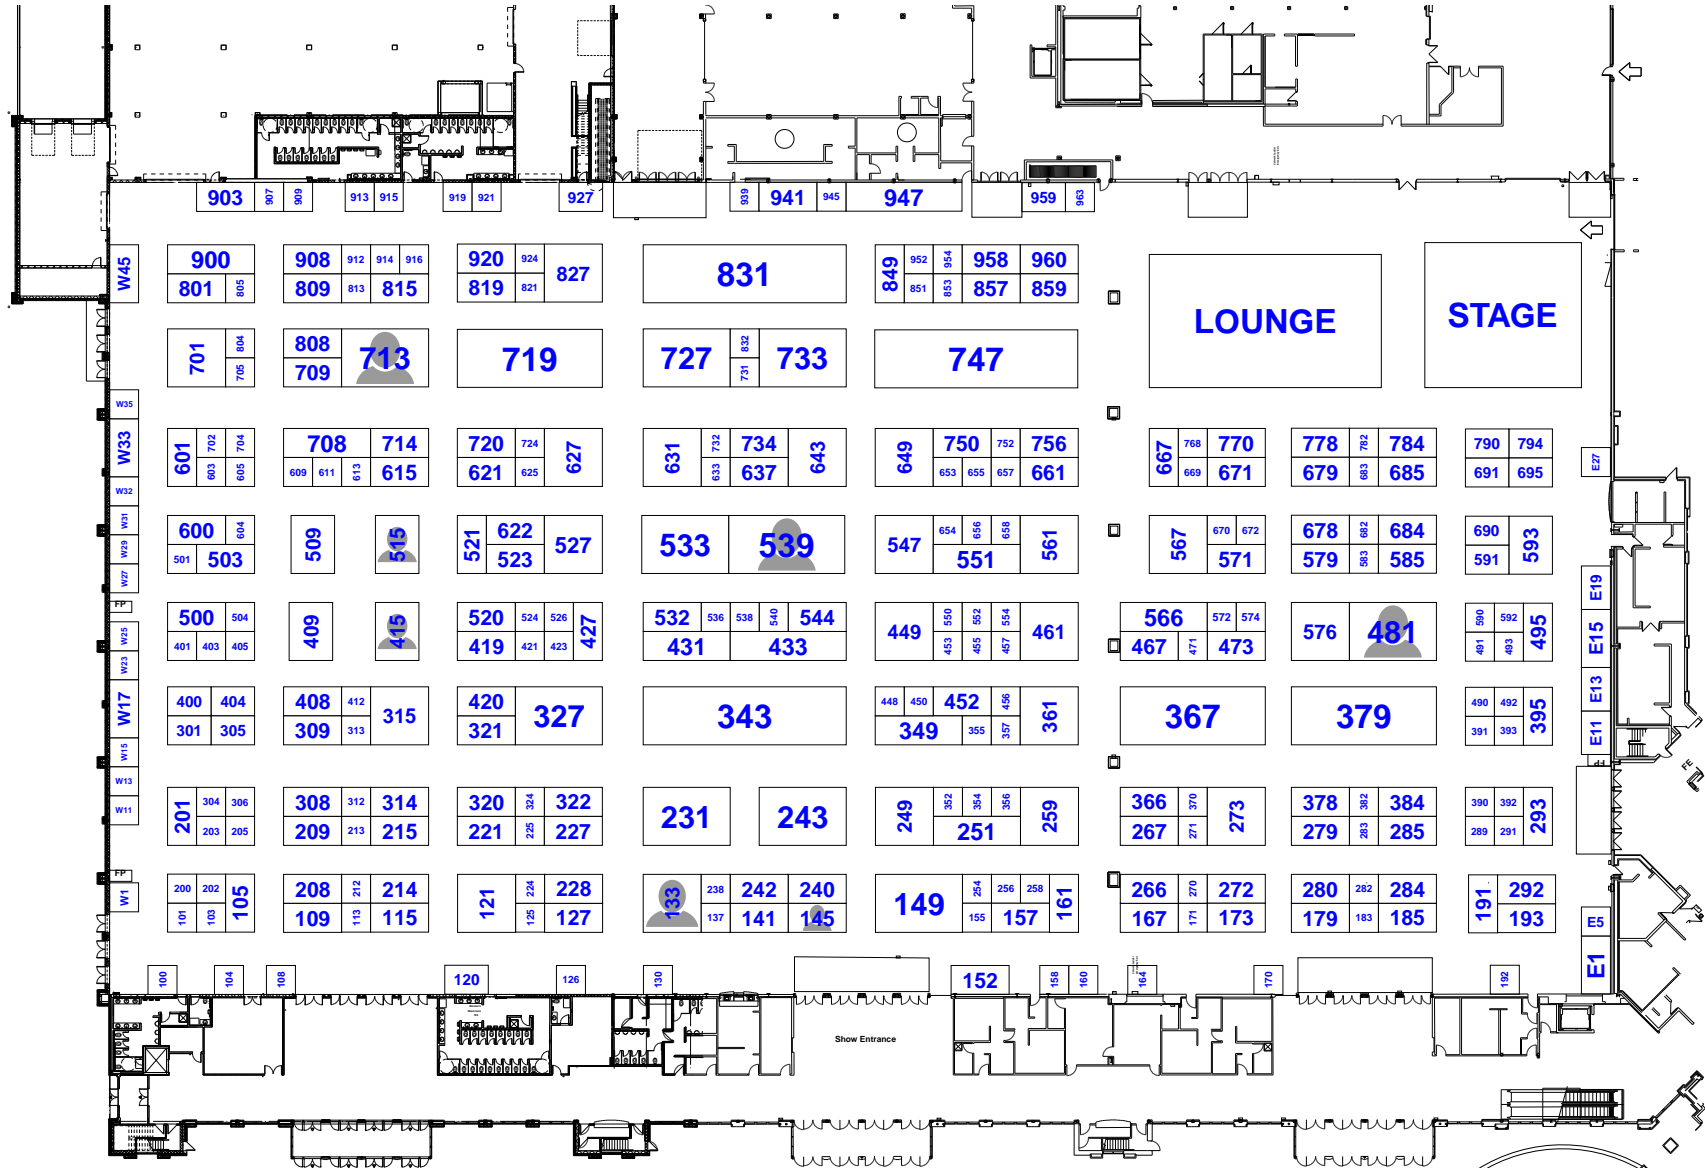 903 907 909 913 915 919 921 927 939 941 945 947 959 963
W45 900 908 912 914 916 920 924 827 831 849 952 954 958 960
801 805 809 813 815 819 821 851 853 857 859
LOUNGE STAGE
701 804 808 713 719 727 832 733 747
705 709 731
W35
W33 601 702 704 708 714 720 724 627 631 732 734 643 649 750 752 756 667 768 770 778 782 784 790 794
603 605 609 611 613 615 621 625 633 637 653 655 657 661 669 671 679 683 685 691 695 E27
W32
W31 600 604 509 515 521 622 527 533 539 547 654 656 658 561 567 670 672 678 682 684 690 593
W29 501 503 523 551 571 579 583 585 591
W27 E19
FP
500 504 409 415 520 524 526 427 532 536 538 540 544 449 550 552 554 461 566 572 574 576 481 590 592 495
W25 401 403 405 419 421 423 431 433 453 455 457 467 471 473 491 493 E15
W23
W17 400 404 408 412 315 420 327 343 448 450 452 456 361 367 379 490 492 395 E13
301 305 309 313 321 349 355 357 391 393 E11
W15
FP
W13
W11 201 304 306 308 312 314 320 324 322 231 243 249 352 354 356 259 366 370 273 378 382 384 390 392 293
203 205 209 213 215 221 225 227 251 267 271 279 283 285 289 291
FP
W1 200 202 105 208 212 214 121 224 228 133 238 242 240 149 254 256 258 161 266 270 272 280 282 284 191 292
101 103 109 113 115 125 127 137 141 145 155 157 167 171 173 179 183 185 193 E5
E1
100 104 108 120 126 130 152 158 160 164 170 192
Show Entrance